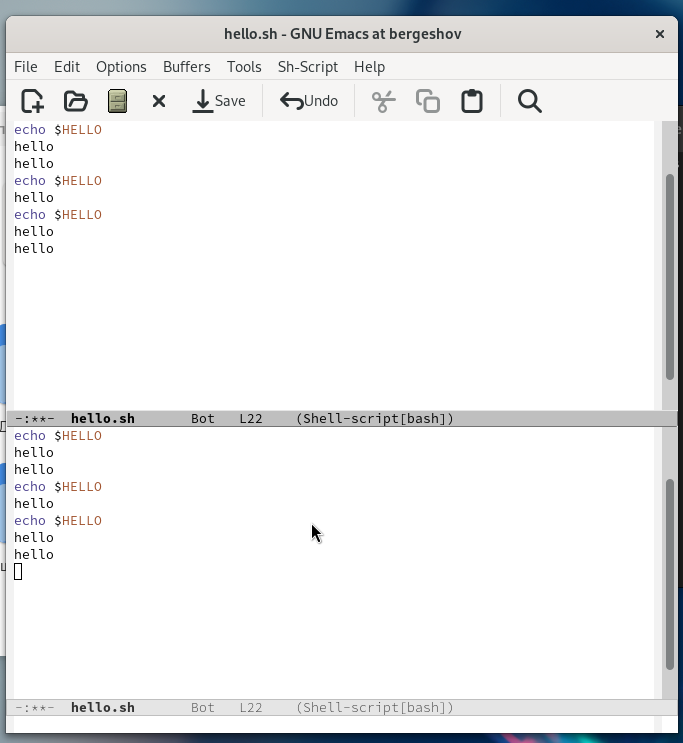 hello.sh - GNU Emacs at bergeshov
File Edit Options Buffers Tools Sh-Script Help
Save Undo
echo $HELLO
hello
hello
echo $HELLO
hello
echo $HELLO
hello
hello
-:**- hello.sh Bot L22 (Shell-script[bash])
echo $HELLO
hello
hello
echo $HELLO
hello
echo $HELLO
hello
hello
-:**- hello.sh Bot L22 (Shell-script[bash])